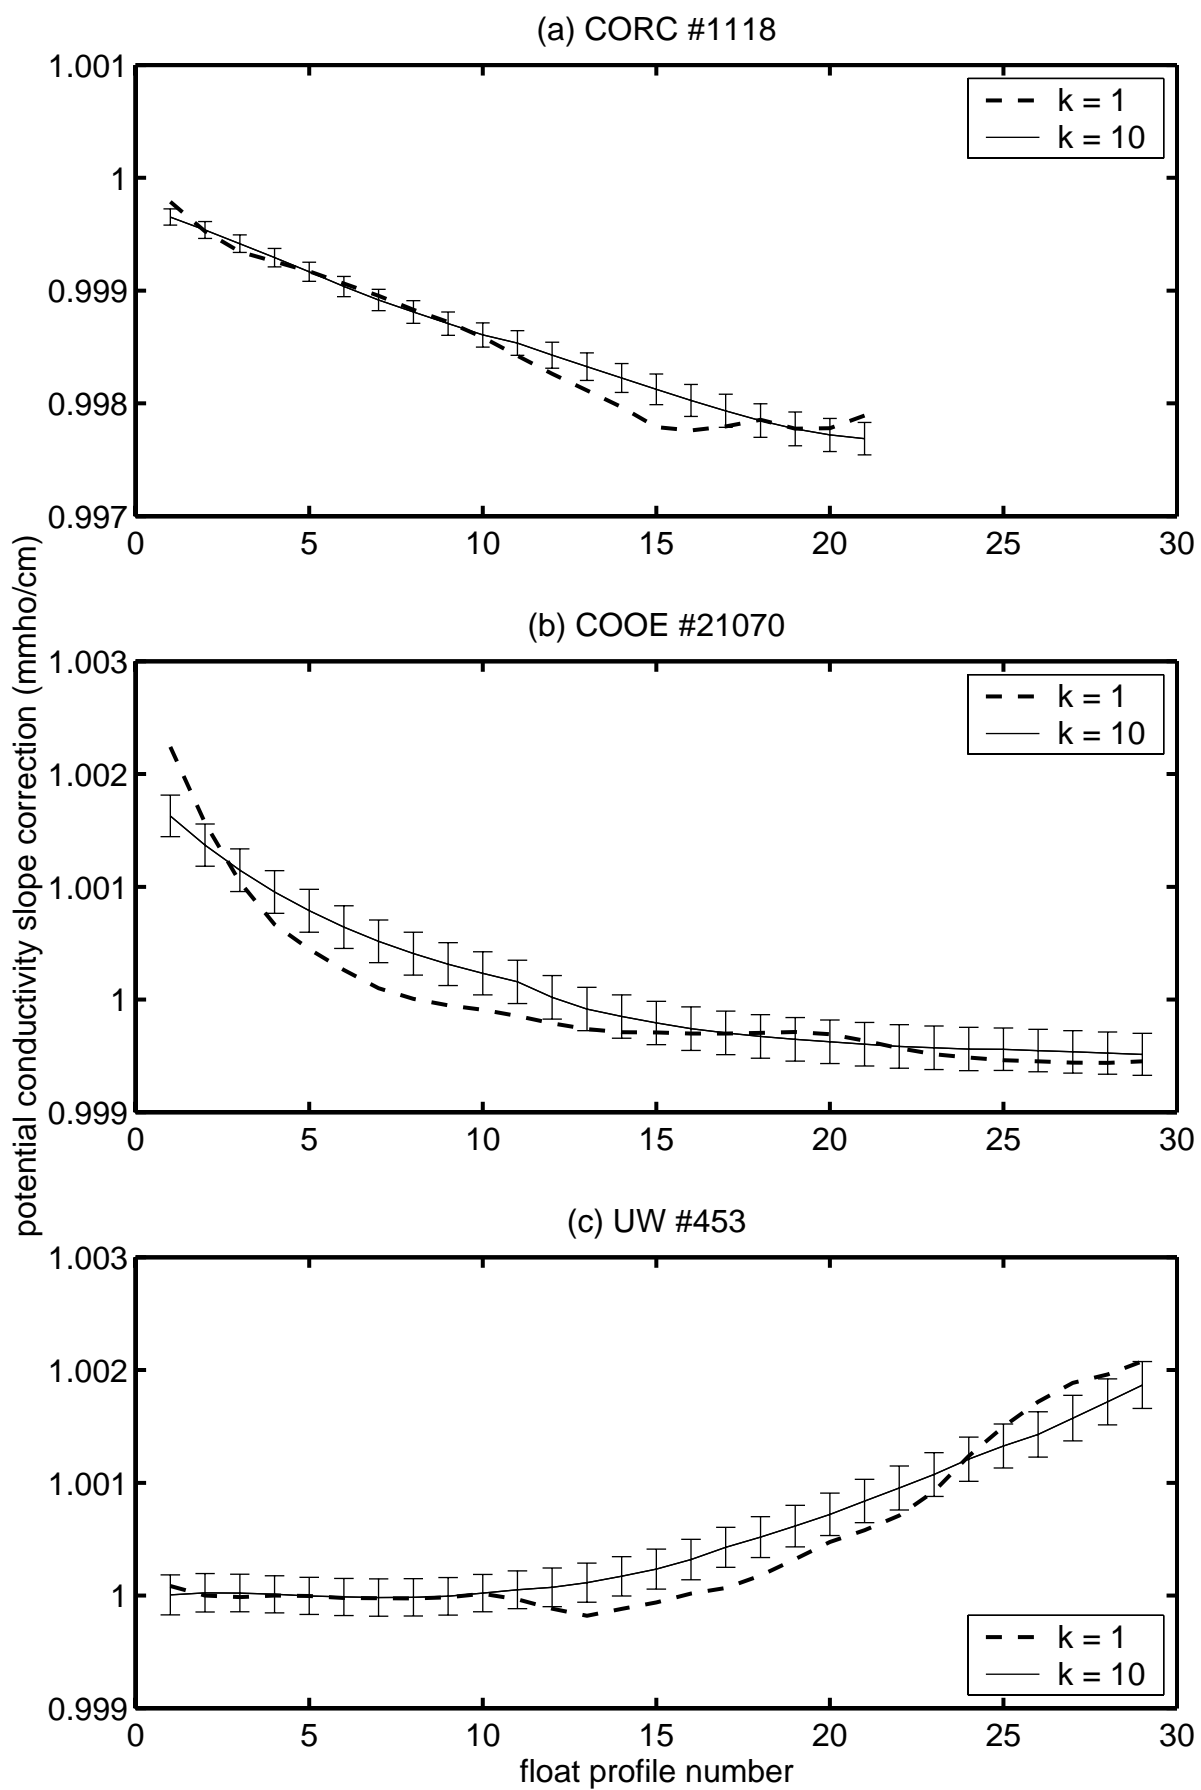 (a) CORC #1118
1.001
1
0.999
0.998
0.997
k = 1
k = 10
0 5 10 15 20 25 30
potential conductivity slope correction (mmho/cm)
(b) COOE #21070
1.003
1.002
1.001
1
0.999
k = 1
k = 10
0 5 10 15 20 25 30
(c) UW #453
1.003
1.002
1.001
1
0.999
k = 1
k = 10
0 5 10 15 20 25 30
float profile number